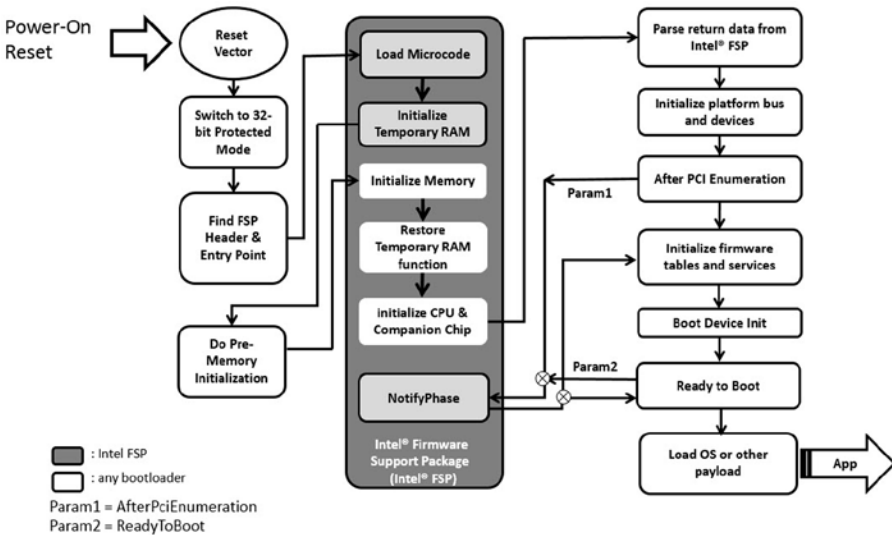 Power-On
Reset
Reset
Vector
Switch to 32-
bit Protected
Mode
Find FSP
Header &
Entry Point
Do Pre-
Memory
Initialization
Load Microcode
Initialize
Temporary RAM
Initialize Memory
Restore
Temporary RAM
function
initialize CPU &
Companion Chip
NotifyPhase
Intel® Firmware
Support Package
(Intel® FSP)
Parse return data from
Intel® FSP
Initialize platform bus
and devices
After PCI Enumeration
Param1
Initialize firmware
tables and services
Boot Device Init
Param2
Ready to Boot
Load OS or other
payload
App
: Intel FSP
: any bootloader
Param1 = AfterPciEnumeration
Param2 = ReadyToBoot